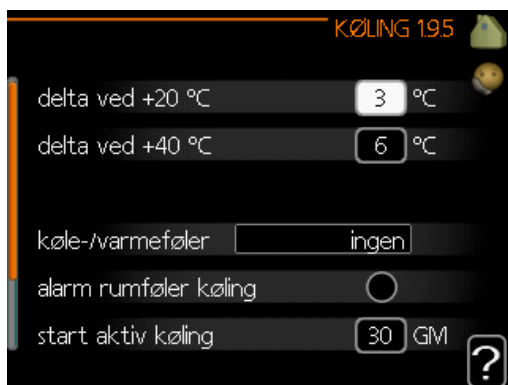 KØLING 1.9.5
delta ved +20 °C 3 °C
delta ved +40 °C 6 °C
køle-/varmeføler ingen
alarm rumføler køling
start aktiv køling 30 GM
?